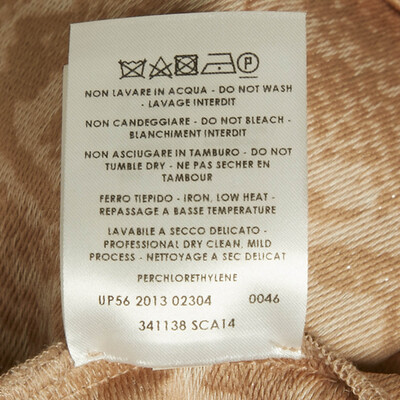 P
NON LAVARE IN ACQUA - DO NOT WASH
- LAVAGE INTERDIT
NON CANDEGGIARE - DO NOT BLEACH -
BLANCHIMENT INTERDIT
NON ASCIUGARE IN TAMBURO - DO NOT
TUMBLE DRY - NE PAS SECHER EN
TAMBOUR
FERRO TIEPIDO - IRON, LOW HEAT -
REPASSAGE A BASSE TEMPERATURE
LAVABILE A SECCO DELICATO -
PROFESSIONAL DRY CLEAN, MILD
PROCESS - NETTOYAGE A SEC DELICAT
PERCHLORETHYLENE
UP56 2013 02304 0046
341138 SCA14